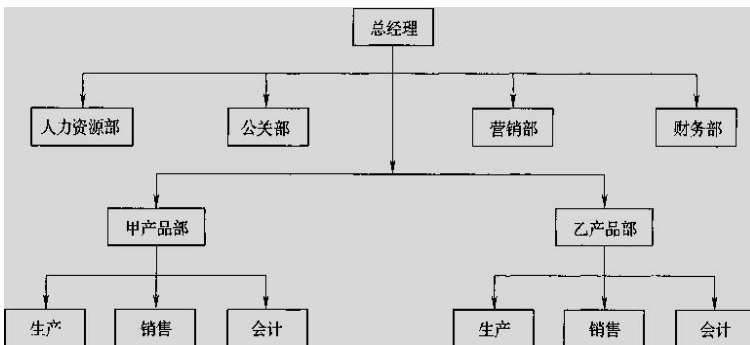 总经理
人力资源部 公关部 营销部 财务部
甲产品部 乙产品部
生产 销售 会计 生产 销售 会计